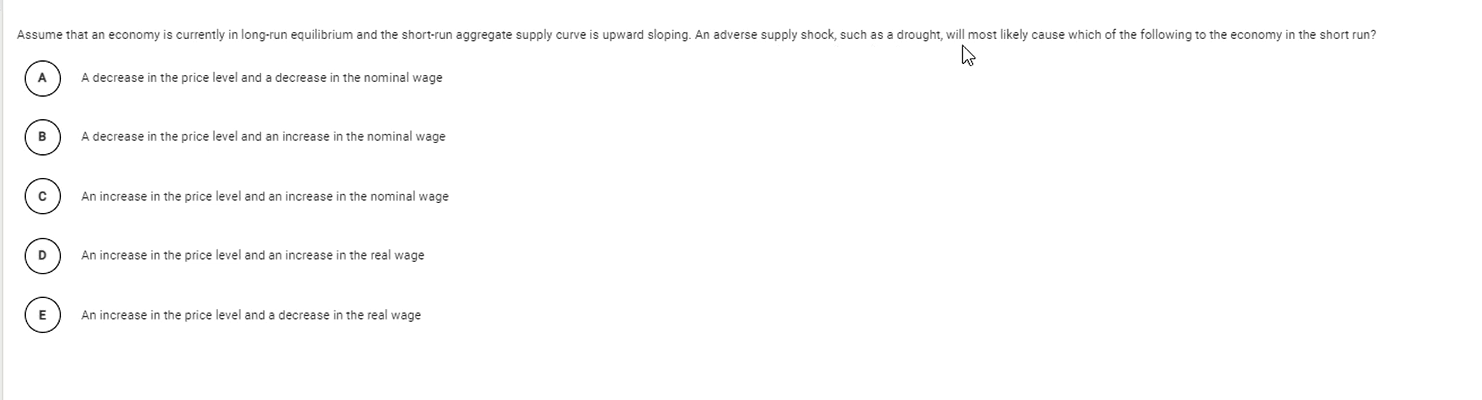 Assume that an economy is currently in long-run equilibrium and the short-run aggregate supply curve is upward sloping. An adverse supply shock, such as a drought, will most likely cause which of the following to the economy in the short run?
A A decrease in the price level and a decrease in the nominal wage
B A decrease in the price level and an increase in the nominal wage
C An increase in the price level and an increase in the nominal wage
D An increase in the price level and an increase in the real wage
E An increase in the price level and a decrease in the real wage